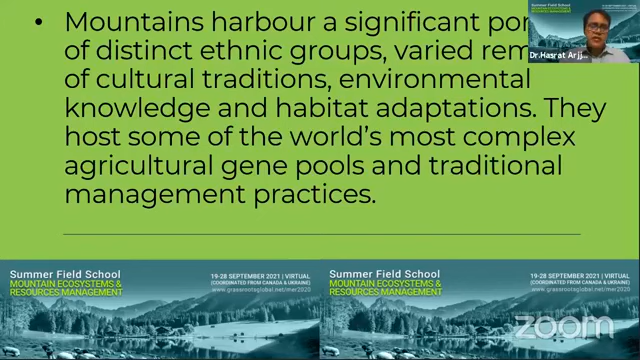 • Mountains harbour a significant
of distinct ethnic groups, varied
of cultural traditions, environmental
knowledge and habitat adaptations. They
host some of the world's most complex
agricultural gene pools and traditional
management practices.
Dr.Hasrat Arjj...
Summer Field School
MOUNTAIN ECOSYSTEMS &
RESOURCES MANAGEMENT
19-28 SEPTEMBER 2021 | VIRTUAL
(COORDINATED FROM CANADA & UKRAINE)
www.grassrootsglobal.net/mer2020
Summer Field School
MOUNTAIN ECOSYSTEMS &
RESOURCES MANAGEMENT
19-28 SEPTEMBER 2021 | VIRTUAL
(COORDINATED FROM CANADA & UKRAINE)
www.grassrootsglobal.net/mer2020
zoom